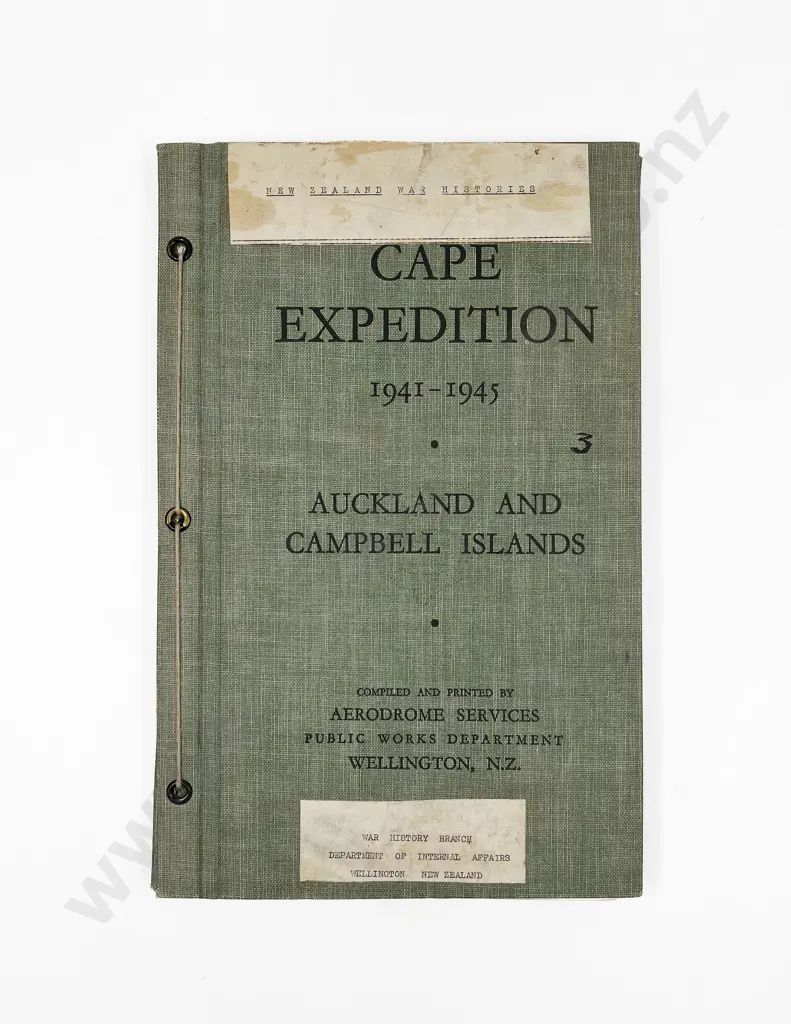 NEW ZEALAND WAR HISTORIES
CAPE
EXPEDITION
1941–1945
3
AUCKLAND AND
CAMPBELL ISLANDS
COMPILED AND PRINTED BY
AERODROME SERVICES
PUBLIC WORKS DEPARTMENT
WELLINGTON, N.Z.
WAR HISTORY BRANCH
DEPARTMENT OF INTERNAL AFFAIRS
WELLINGTON NEW ZEALAND